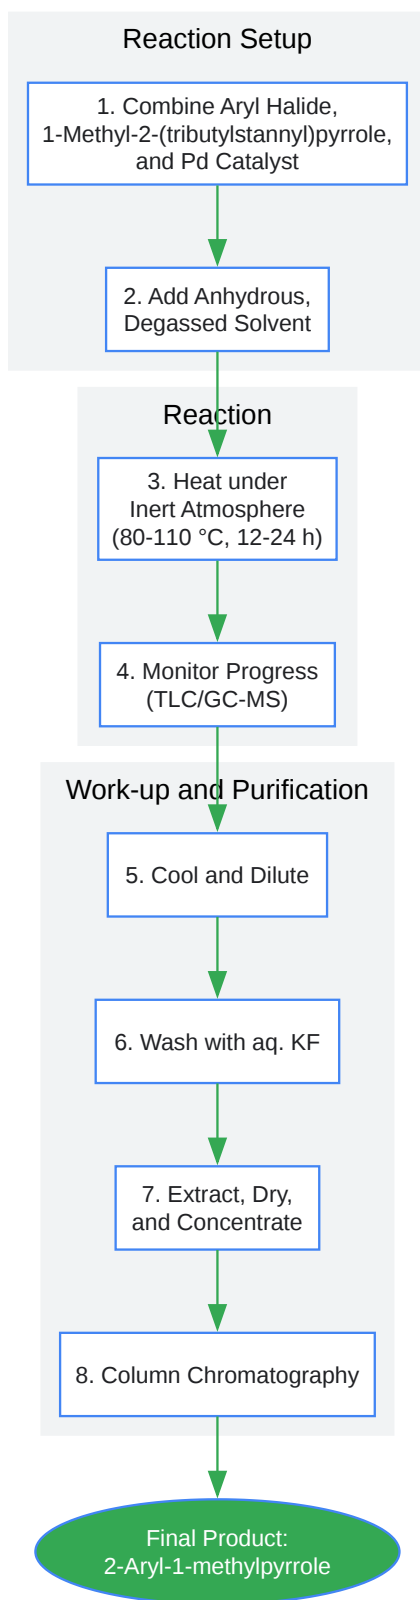 Reaction Setup
1. Combine Aryl Halide,
1-Methyl-2-(tributylstannyl)pyrrole,
and Pd Catalyst
2. Add Anhydrous,
Degassed Solvent
Reaction
3. Heat under
Inert Atmosphere
(80-110 °C, 12-24 h)
4. Monitor Progress
(TLC/GC-MS)
Work-up and Purification
5. Cool and Dilute
6. Wash with aq. KF
7. Extract, Dry,
and Concentrate
8. Column Chromatography
Final Product:
2-Aryl-1-methylpyrrole